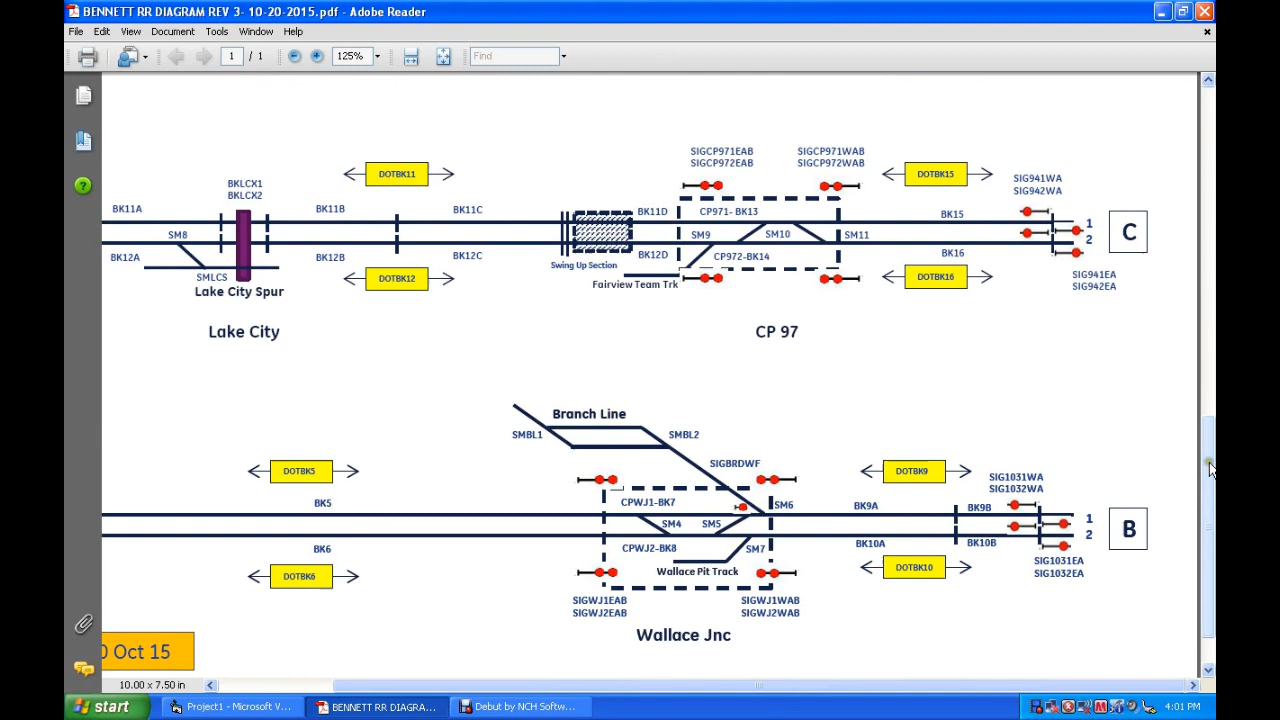 BENNETT RR DIAGRAM REV 3- 10-20-2015.pdf - Adobe Reader
File Edit View Document Tools Window Help
1 / 1 125% Find
SIGCP971EAB SIGCP971WAB
SIGCP972EAB SIGCP972WAB
DOTBK11 DOTBK15 SIG941WA
BKLCX1 SIG942WA
BKLCX2
BK11A BK11B BK11C BK11D CP971- BK13 BK15 1
SM8 SM9 SM10 SM11 2 C
BK12A BK12B BK12C BK12D CP972-BK14 BK16
SMLCS DOTBK12 Swing Up Section DOTBK16 SIG941EA
Lake City Spur Fairview Team Trk SIG942EA
Lake City CP 97
Branch Line
SMBL1 SMBL2
SIGBRDWF
DOTBK5 DOTBK9 SIG1031WA
SIG1032WA
BK5 CPWJ1-BK7 SM6 BK9A BK9B 1
SM4 SM5 2 B
BK6 CPWJ2-BK8 SM7 BK10A BK10B
DOTBK6 Wallace Pit Track DOTBK10 SIG1031EA
SIG1032EA
SIGWJ1EAB SIGWJ1WAB
SIGWJ2EAB SIGWJ2WAB
Wallace Jnc
0 Oct 15
10.00 x 7.50 in
start Project1 - Microsoft V... BENNETT RR DIAGRA... Debut by NCH Softw... 4:01 PM